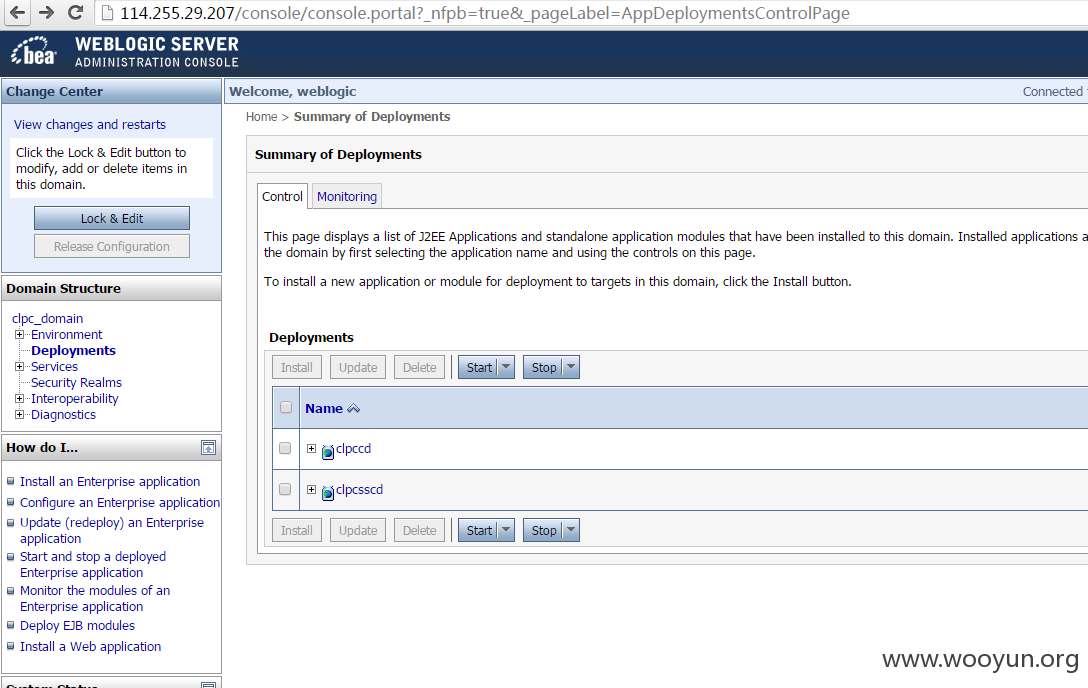 114.255.29.207/console/console.portal?_nfpb=true&_pageLabel=AppDeploymentsControlPage
bea
WEBLOGIC SERVER
ADMINISTRATION CONSOLE
Change Center
View changes and restarts
Click the Lock & Edit button to
modify, add or delete items in
this domain.
Lock & Edit
Release Configuration
Domain Structure
clpc_domain
Environment
Deployments
Services
Security Realms
Interoperability
Diagnostics
How do I...
Install an Enterprise application
Configure an Enterprise application
Update (redeploy) an Enterprise
application
Start and stop a deployed
Enterprise application
Monitor the modules of an
Enterprise application
Deploy EJB modules
Install a Web application
System Status
Welcome, weblogic
Connected
Home > Summary of Deployments
Summary of Deployments
Control Monitoring
This page displays a list of J2EE Applications and standalone application modules that have been installed to this domain. Installed applications a
the domain by first selecting the application name and using the controls on this page.
To install a new application or module for deployment to targets in this domain, click the Install button.
Deployments
Install Update Delete Start Stop
Name
clpccd
clpcsscd
Install Update Delete Start Stop
www.wooyun.org